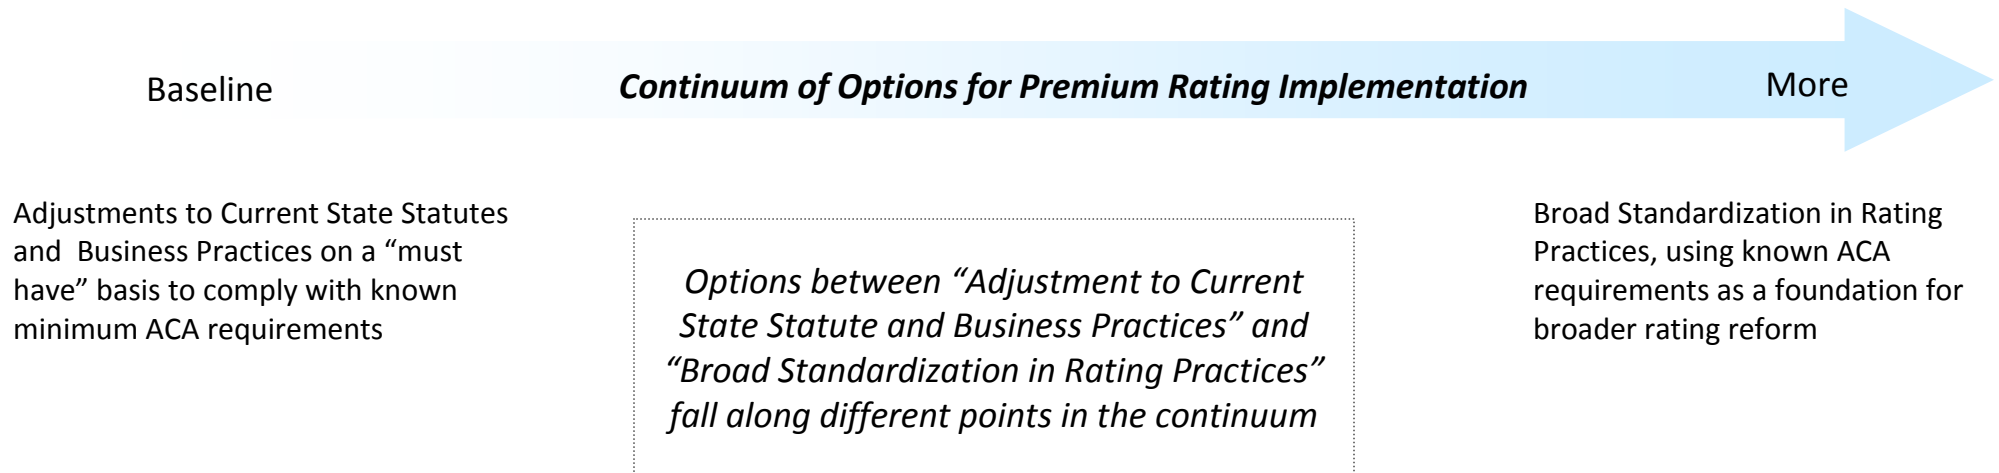 Baseline
Continuum of Options for Premium Rating Implementation
More
Adjustments to Current State Statutes
and  Business Practices on a “must
have” basis to comply with known
minimum ACA requirements
Options between “Adjustment to Current
State Statute and Business Practices” and
“Broad Standardization in Rating Practices”
fall along different points in the continuum
Broad Standardization in Rating
Practices, using known ACA
requirements as a foundation for
broader rating reform